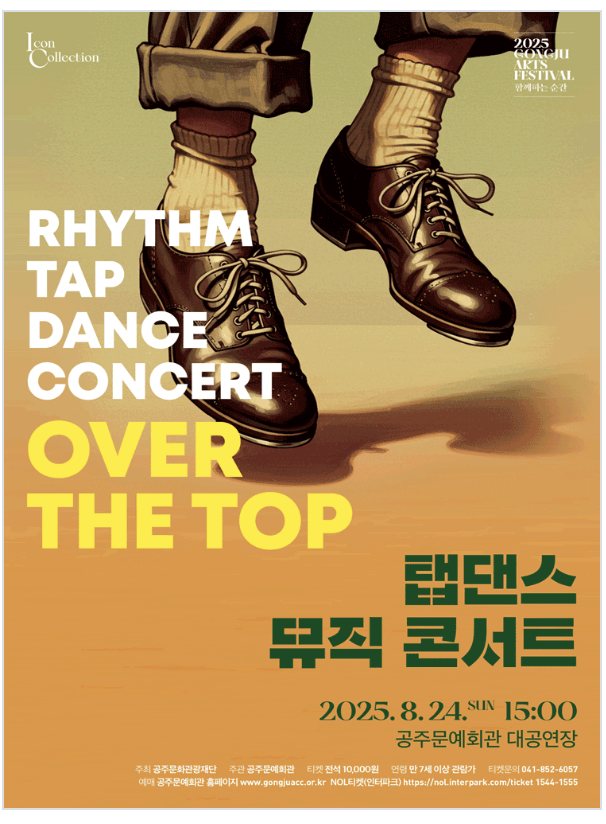 Icon
Collection
2025
GONGJU
ARTS
FESTIVAL
함께하는 순간
RHYTHM
TAP
DANCE
CONCERT
OVER
THE TOP
탭댄스
뮤직 콘서트
2025. 8. 24. SUN 15:00
공주문예회관 대공연장
주최 공주문화관광재단 주관 공주문예회관 티켓 전석 10,000원 연령 만 7세 이상 관람가 티켓문의 041-852-6057
예매 공주문예회관 홈페이지 www.gongjuacc.or.kr NOL티켓(인터파크) https://nol.interpark.com/ticket 1544-1555